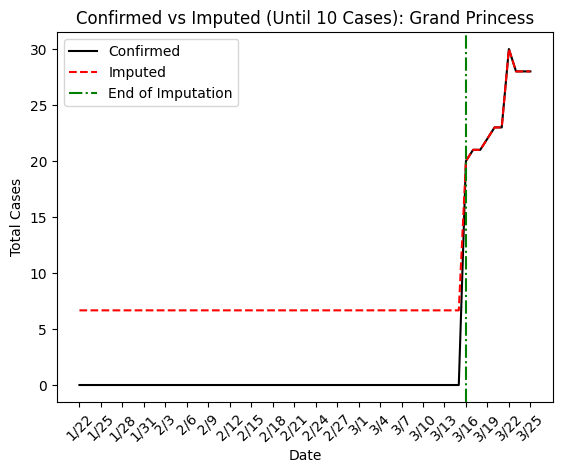 Confirmed vs Imputed (Until 10 Cases): Grand Princess
Confirmed
Imputed
End of Imputation
Total Cases
30
25
20
15
10
5
0
1/22 1/25 1/28 1/31 2/3 2/6 2/9 2/12 2/15 2/18 2/21 2/24 2/27 3/1 3/4 3/7 3/10 3/13 3/16 3/19 3/22 3/25
Date